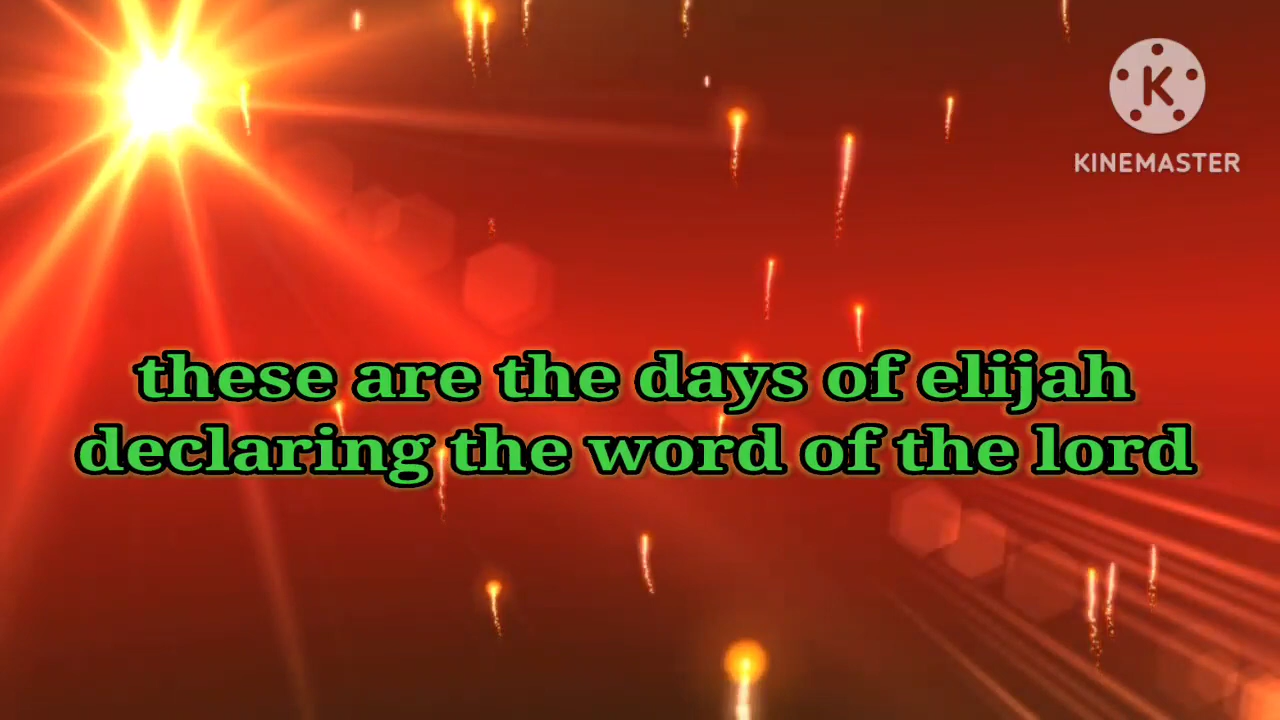 K
KINEMASTER
these are the days of elijah
declaring the word of the lord